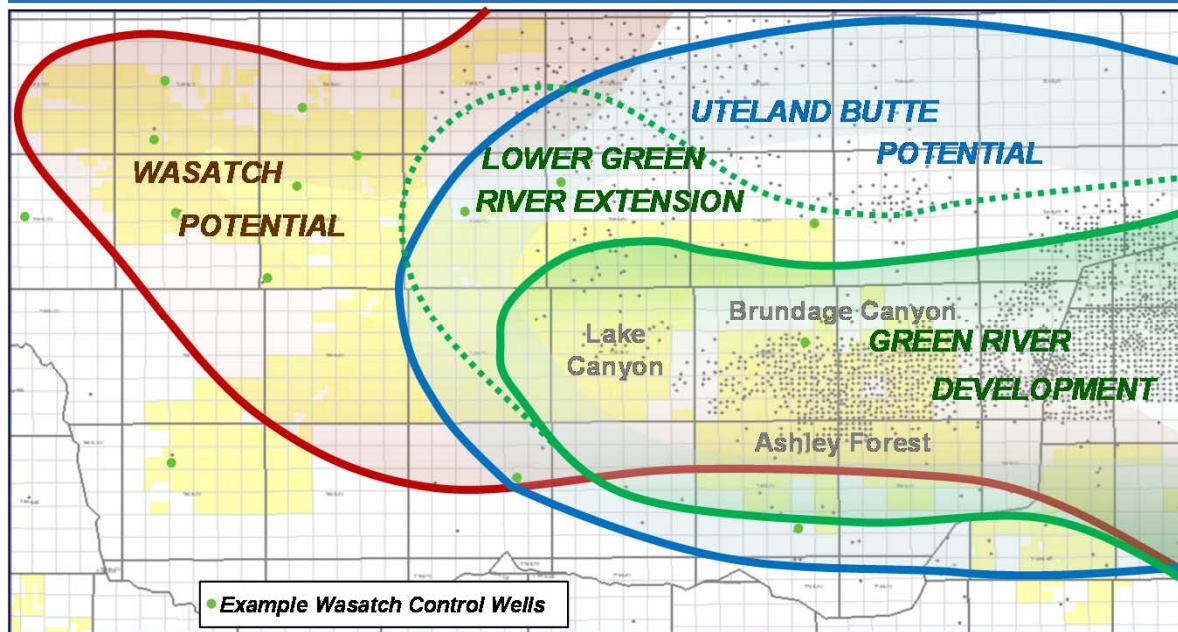 UTELAND BUTTE
POTENTIAL
LOWER GREEN
RIVER EXTENSION
WASATCH
POTENTIAL
Brundage Canyon
Lake
Canyon
GREEN RIVER
DEVELOPMENT
Ashley Forest
Example Wasatch Control Wells